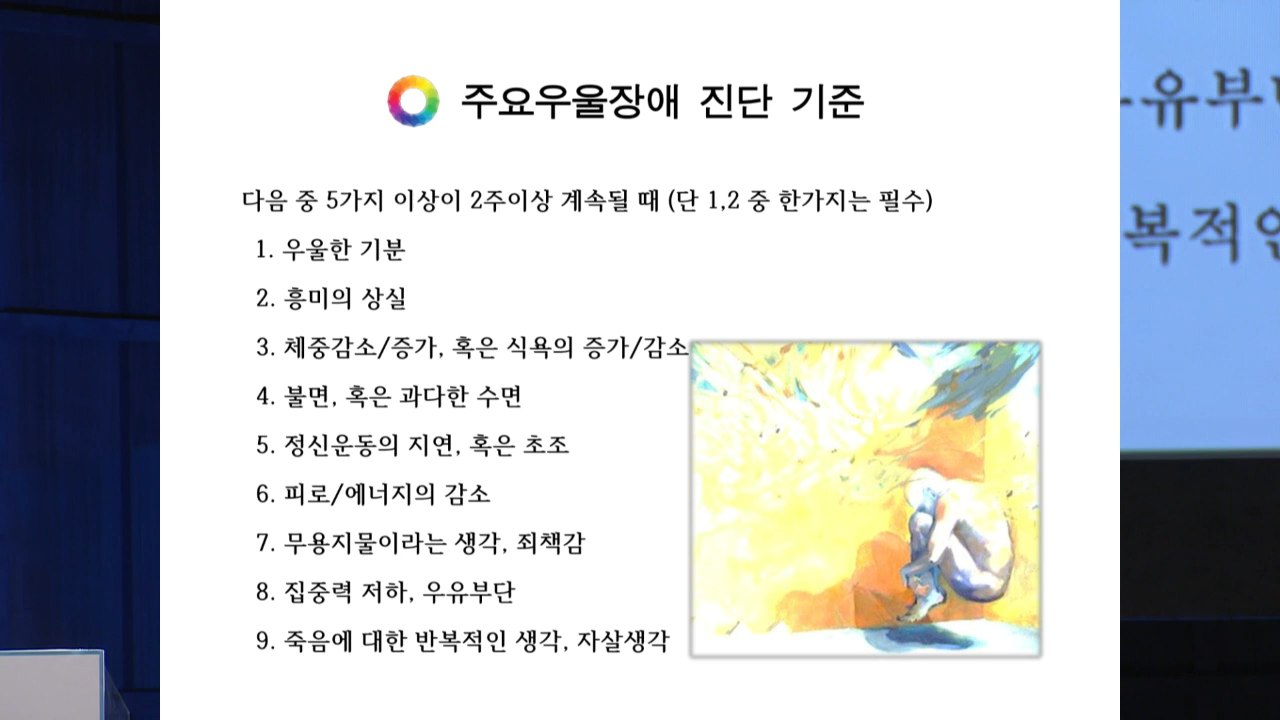 주요우울장애 진단 기준
다음 중 5가지 이상이 2주이상 계속될 때 (단 1,2 중 한가지는 필수)
1. 우울한 기분
2. 흥미의 상실
3. 체중감소/증가, 혹은 식욕의 증가/감소
4. 불면, 혹은 과다한 수면
5. 정신운동의 지연, 혹은 초조
6. 피로/에너지의 감소
7. 무용지물이라는 생각, 죄책감
8. 집중력 저하, 우유부단
9. 죽음에 대한 반복적인 생각, 자살생각